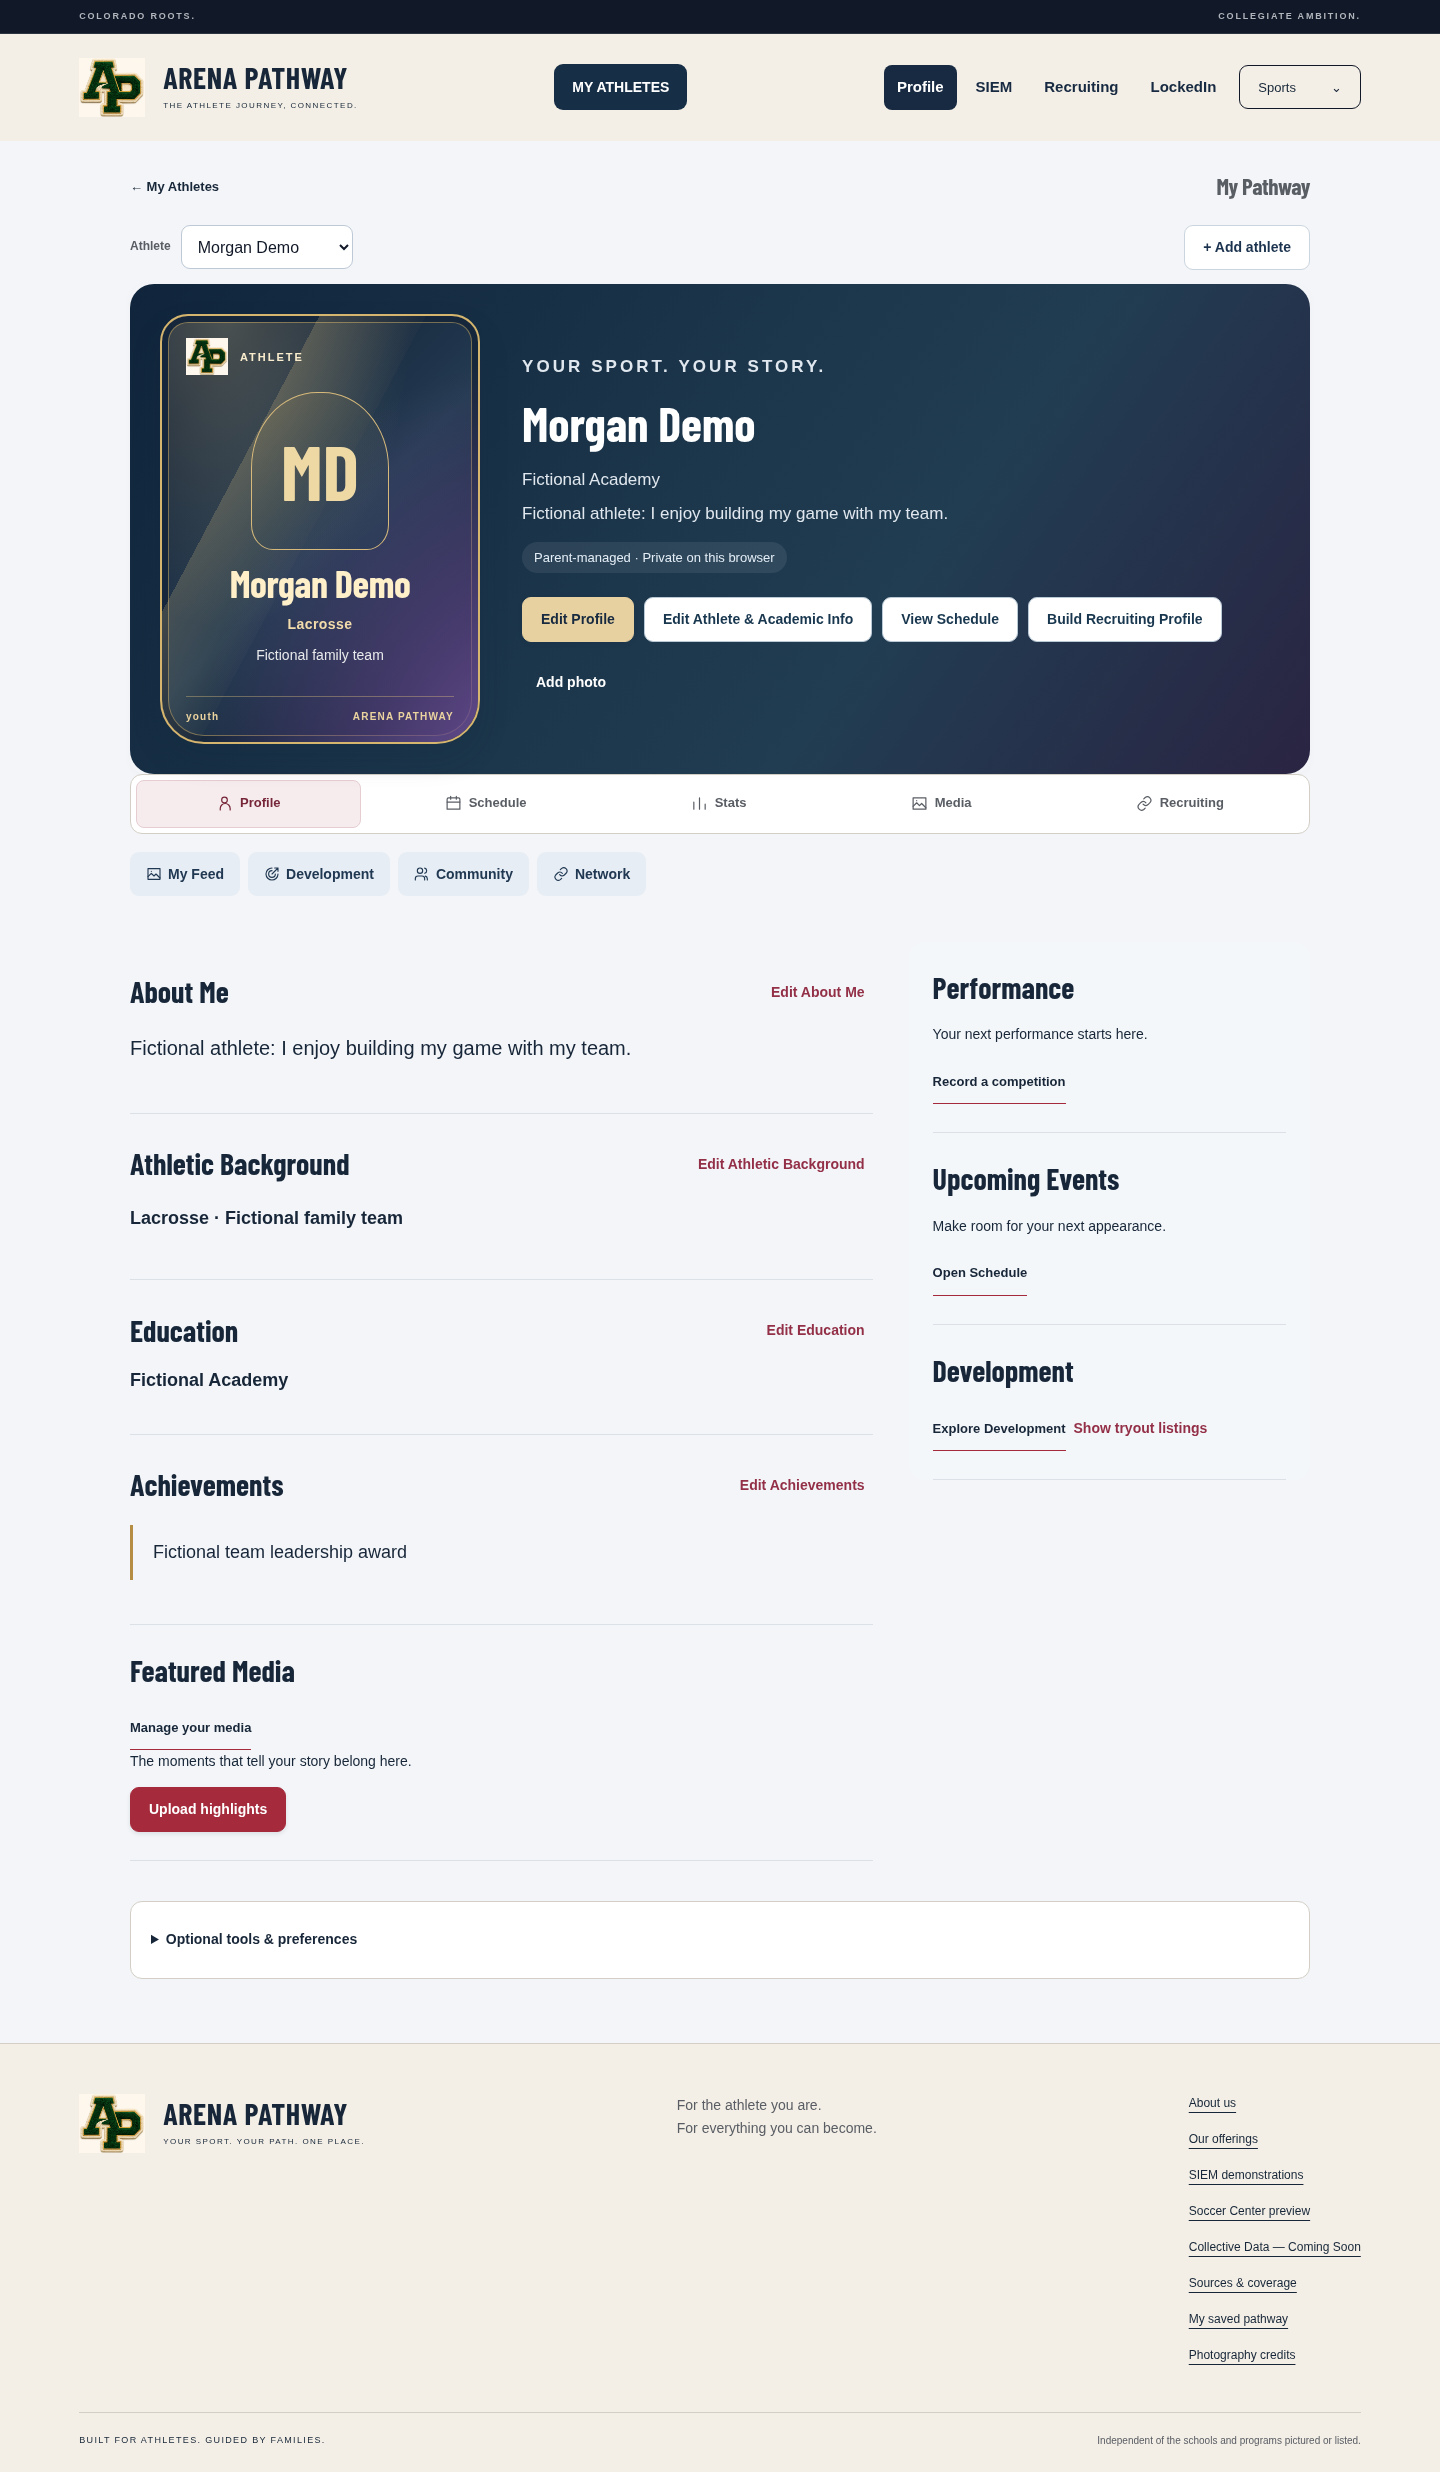 COLORADO ROOTS.
COLLEGIATE AMBITION.
AP
ARENA PATHWAY
THE ATHLETE JOURNEY, CONNECTED.
MY ATHLETES
Profile
SIEM
Recruiting
LockedIn
Sports
← My Athletes
My Pathway
Athlete
Morgan Demo
+ Add athlete
AP
ATHLETE
MD
Morgan Demo
Lacrosse
Fictional family team
youth
ARENA PATHWAY
YOUR SPORT. YOUR STORY.
Morgan Demo
Fictional Academy
Fictional athlete: I enjoy building my game with my team.
Parent-managed · Private on this browser
Edit Profile
Edit Athlete & Academic Info
View Schedule
Build Recruiting Profile
Add photo
Profile
Schedule
Stats
Media
Recruiting
My Feed
Development
Community
Network
About Me
Edit About Me
Fictional athlete: I enjoy building my game with my team.
Athletic Background
Edit Athletic Background
Lacrosse · Fictional family team
Education
Edit Education
Fictional Academy
Achievements
Edit Achievements
Fictional team leadership award
Featured Media
Manage your media
The moments that tell your story belong here.
Upload highlights
Performance
Your next performance starts here.
Record a competition
Upcoming Events
Make room for your next appearance.
Open Schedule
Development
Explore Development
Show tryout listings
Optional tools & preferences
AP
ARENA PATHWAY
YOUR SPORT. YOUR PATH. ONE PLACE.
For the athlete you are.
For everything you can become.
About us
Our offerings
SIEM demonstrations
Soccer Center preview
Collective Data — Coming Soon
Sources & coverage
My saved pathway
Photography credits
BUILT FOR ATHLETES. GUIDED BY FAMILIES.
Independent of the schools and programs pictured or listed.